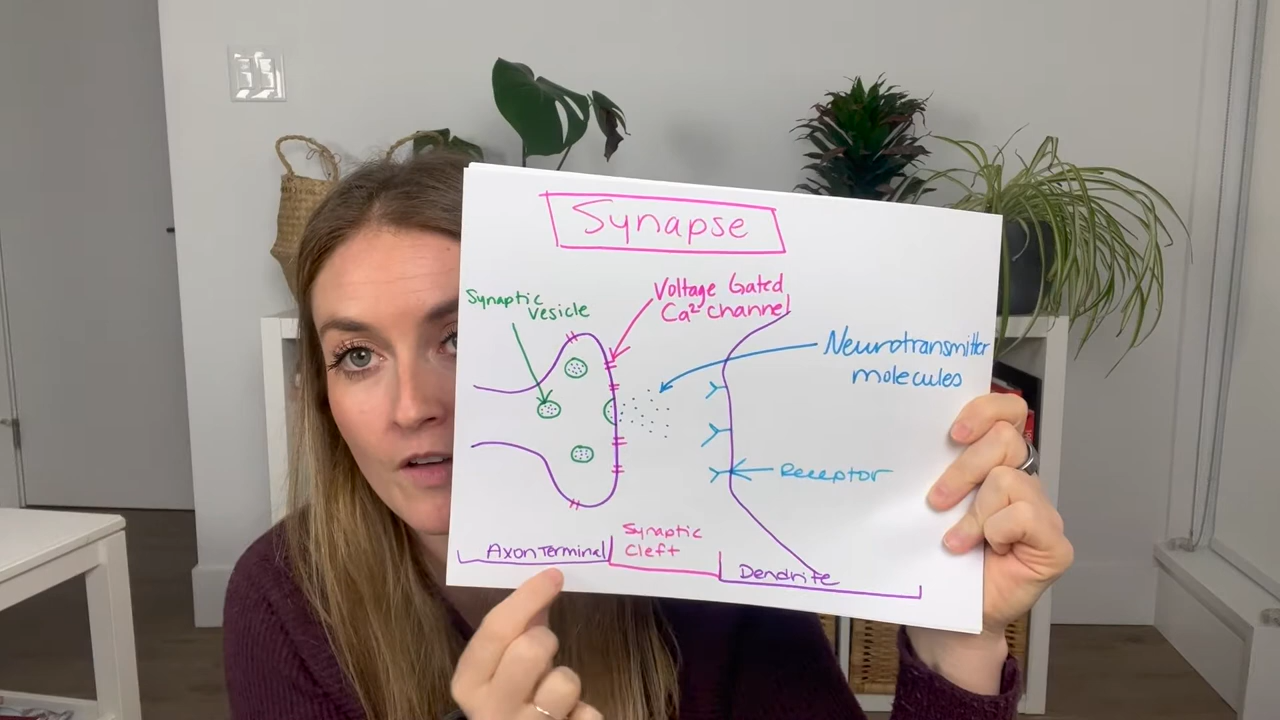 Synapse
Synaptic
Vesicle
Voltage Gated
Ca²⁺ channel
Neurotransmitter
molecules
Receptor
Synaptic
Cleft
Axon Terminal
Dendrite